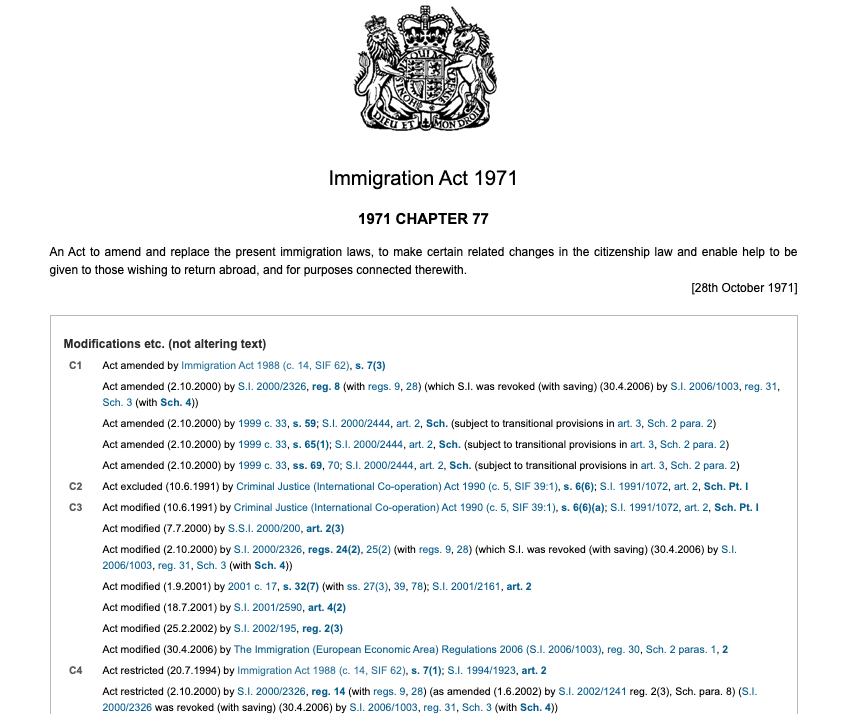 DIEU ET MON DROIT
Immigration Act 1971
1971 CHAPTER 77
An Act to amend and replace the present immigration laws, to make certain related changes in the citizenship law and enable help to be
given to those wishing to return abroad, and for purposes connected therewith.
[28th October 1971]
Modifications etc. (not altering text)
C1 Act amended by Immigration Act 1988 (c. 14, SIF 62), s. 7(3)
Act amended (2.10.2000) by S.I. 2000/2326, reg. 8 (with regs. 9, 28) (which S.I. was revoked (with saving) (30.4.2006) by S.I. 2006/1003, reg. 31,
Sch. 3 (with Sch. 4))
Act amended (2.10.2000) by 1999 c. 33, s. 59; S.I. 2000/2444, art. 2, Sch. (subject to transitional provisions in art. 3, Sch. 2 para. 2)
Act amended (2.10.2000) by 1999 c. 33, s. 65(1); S.I. 2000/2444, art. 2, Sch. (subject to transitional provisions in art. 3, Sch. 2 para. 2)
Act amended (2.10.2000) by 1999 c. 33, ss. 69, 70; S.I. 2000/2444, art. 2, Sch. (subject to transitional provisions in art. 3, Sch. 2 para. 2)
C2 Act excluded (10.6.1991) by Criminal Justice (International Co-operation) Act 1990 (c. 5, SIF 39:1), s. 6(6); S.I. 1991/1072, art. 2, Sch. Pt. I
C3 Act modified (10.6.1991) by Criminal Justice (International Co-operation) Act 1990 (c. 5, SIF 39:1), s. 6(6)(a); S.I. 1991/1072, art. 2, Sch. Pt. I
Act modified (7.7.2000) by S.S.I. 2000/200, art. 2(3)
Act modified (2.10.2000) by S.I. 2000/2326, regs. 24(2), 25(2) (with regs. 9, 28) (which S.I. was revoked (with saving) (30.4.2006) by S.I.
2006/1003, reg. 31, Sch. 3 (with Sch. 4))
Act modified (1.9.2001) by 2001 c. 17, s. 32(7) (with ss. 27(3), 39, 78); S.I. 2001/2161, art. 2
Act modified (18.7.2001) by S.I. 2001/2590, art. 4(2)
Act modified (25.2.2002) by S.I. 2002/195, reg. 2(3)
Act modified (30.4.2006) by The Immigration (European Economic Area) Regulations 2006 (S.I. 2006/1003), reg. 30, Sch. 2 paras. 1, 2
C4 Act restricted (20.7.1994) by Immigration Act 1988 (c. 14, SIF 62), s. 7(1); S.I. 1994/1923, art. 2
Act restricted (2.10.2000) by S.I. 2000/2326, reg. 14 (with regs. 9, 28) (as amended (1.6.2002) by S.I. 2002/1241 reg. 2(3), Sch. para. 8) (S.I.
2000/2326 was revoked (with saving) (30.4.2006) by S.I. 2006/1003, reg. 31, Sch. 3 (with Sch. 4))